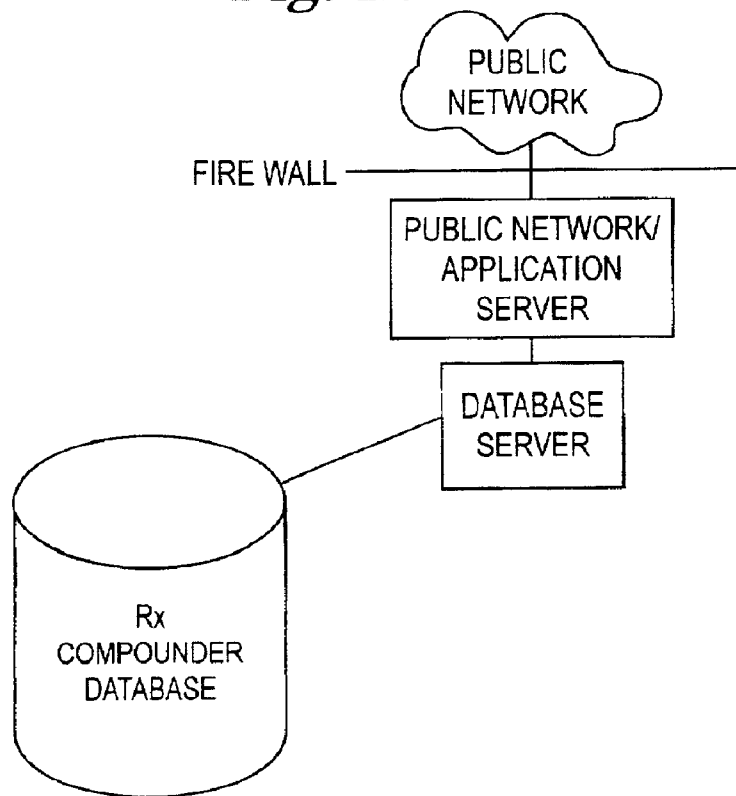 PUBLIC
NETWORK
FIRE WALL
PUBLIC NETWORK/
APPLICATION
SERVER
DATABASE
SERVER
Rx
COMPOUNDER
DATABASE